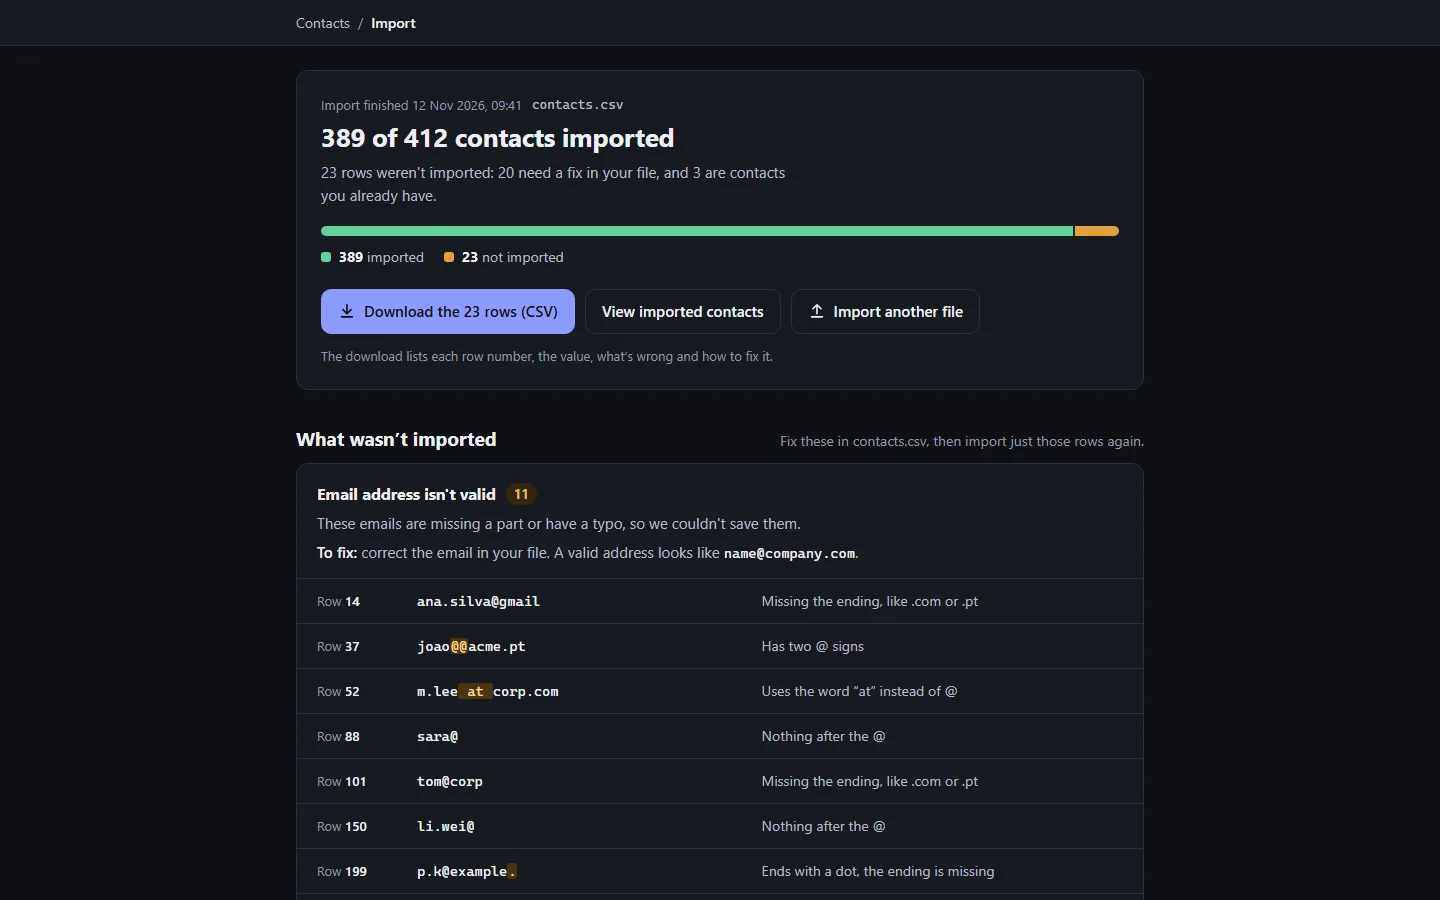 Contacts / Import
Import finished 12 Nov 2026, 09:41 contacts.csv
389 of 412 contacts imported
23 rows weren't imported: 20 need a fix in your file, and 3 are contacts
you already have.
389 imported 23 not imported
Download the 23 rows (CSV) View imported contacts Import another file
The download lists each row number, the value, what's wrong and how to fix it.
What wasn’t imported Fix these in contacts.csv, then import just those rows again.
Email address isn't valid 11
These emails are missing a part or have a typo, so we couldn't save them.
To fix: correct the email in your file. A valid address looks like name@company.com.
Row 14 ana.silva@gmail Missing the ending, like .com or .pt
Row 37 joao@@acme.pt Has two @ signs
Row 52 m.lee at corp.com Uses the word “at” instead of @
Row 88 sara@ Nothing after the @
Row 101 tom@corp Missing the ending, like .com or .pt
Row 150 li.wei@ Nothing after the @
Row 199 p.k@example. Ends with a dot, the ending is missing